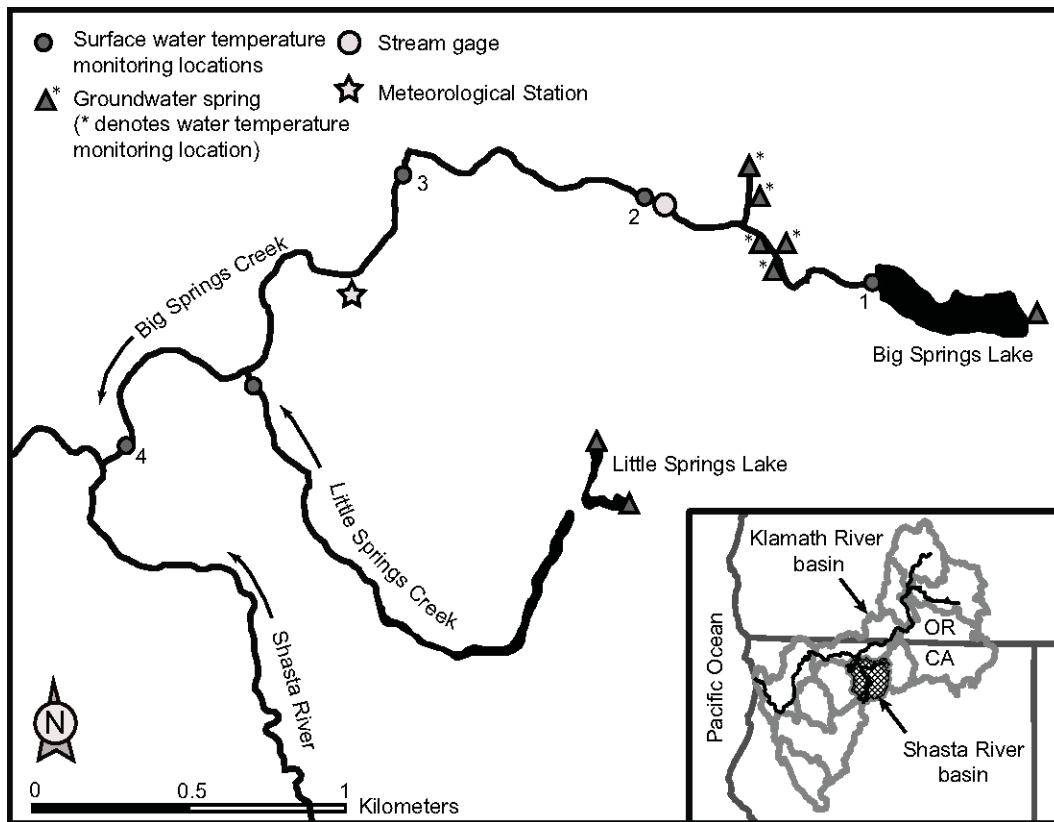 Surface water temperature
monitoring locations
Groundwater spring
(* denotes water temperature
monitoring location)
Stream gage
Meteorological Station
*
3
2
*
*
*
*
*
1
Big Springs Lake
Big Springs Creek
4
Little Springs Lake
Little Springs Creek
Shasta River
N
0
0.5
1
Kilometers
Klamath River
basin
OR
CA
Pacific Ocean
Shasta River
basin